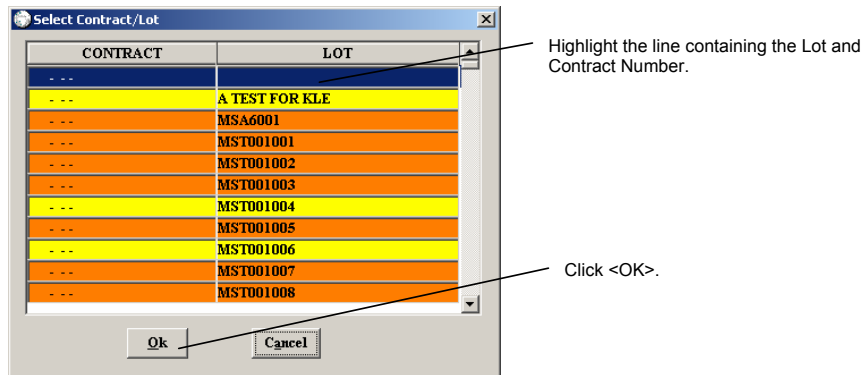 Select Contract/Lot
CONTRACT LOT
- - -
- - - A TEST FOR KLE
- - - MSA6001
- - - MST001001
- - - MST001002
- - - MST001003
- - - MST001004
- - - MST001005
- - - MST001006
- - - MST001007
- - - MST001008
Ok Cancel
Highlight the line containing the Lot and
Contract Number.
Click <OK>.